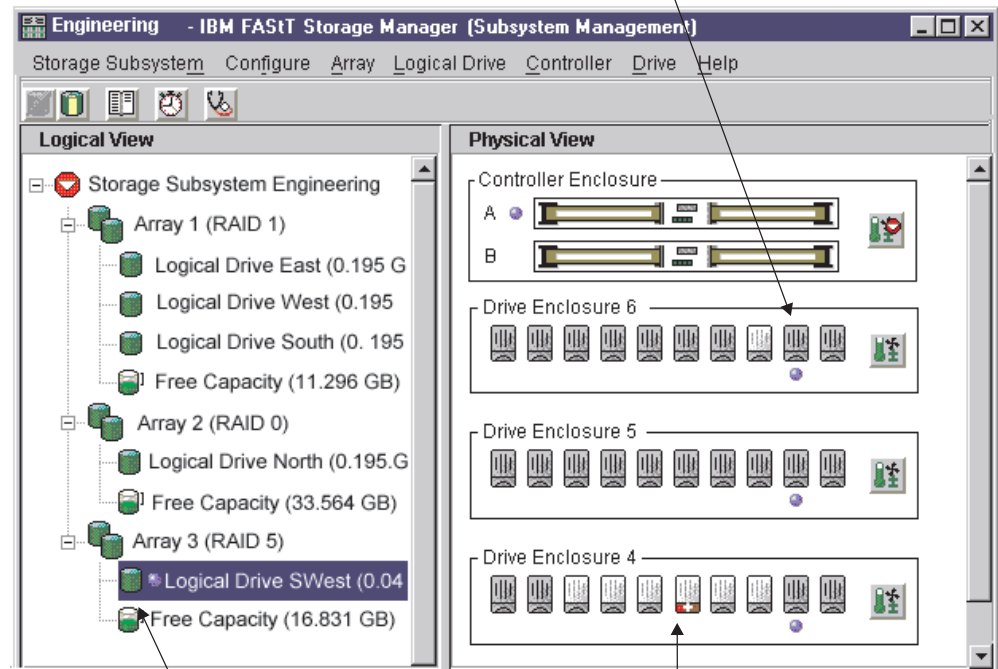 Engineering - IBM FAStT Storage Manager (Subsystem Management)
Storage Subsystem Configure Array Logical Drive Controller Drive Help
Logical View
Storage Subsystem Engineering
Array 1 (RAID 1)
Logical Drive East (0.195 G
Logical Drive West (0.195
Logical Drive South (0. 195
Free Capacity (11.296 GB)
Array 2 (RAID 0)
Logical Drive North (0.195.G
Free Capacity (33.564 GB)
Array 3 (RAID 5)
Logical Drive SWest (0.04
Free Capacity (16.831 GB)
Physical View
Controller Enclosure
A
B
Drive Enclosure 6
Drive Enclosure 5
Drive Enclosure 4